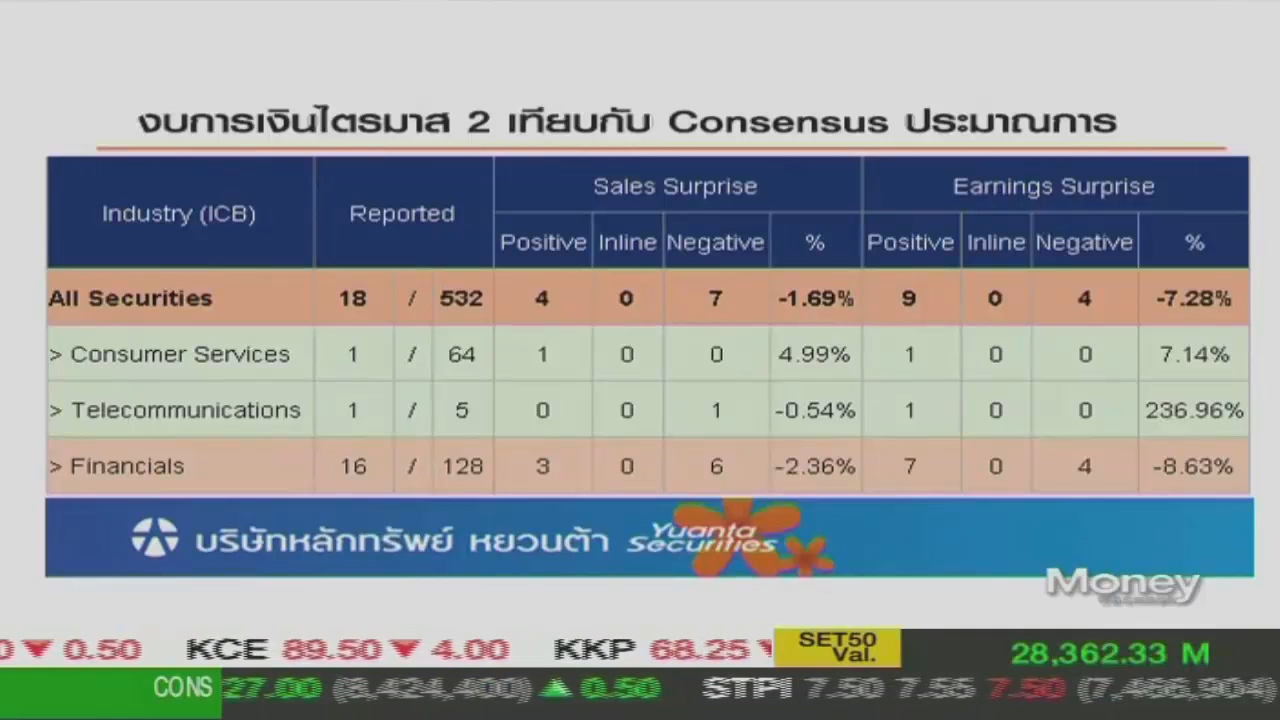 งบการเงินไตรมาส 2 เทียบกับ Consensus ประมาณการ
Industry (ICB) Reported Sales Surprise Earnings Surprise
Positive Inline Negative % Positive Inline Negative %
All Securities 18 / 532 4 0 7 -1.69% 9 0 4 -7.28%
> Consumer Services 1 / 64 1 0 0 4.99% 1 0 0 7.14%
> Telecommunications 1 / 5 0 0 1 -0.54% 1 0 0 236.96%
> Financials 16 / 128 3 0 6 -2.36% 7 0 4 -8.63%
บริษัทหลักทรัพย์ หยวนต้า Yuanta Securities
Money
0 ▼ 0.50 KCE 89.50 ▼ 4.00 KKP 68.25 ▼ SET50 Val. 28,362.33 M
CONS 27.00 (8,424,400) ▲ 0.50 STPI 7.50 7.55 7.50 (7,466,904)